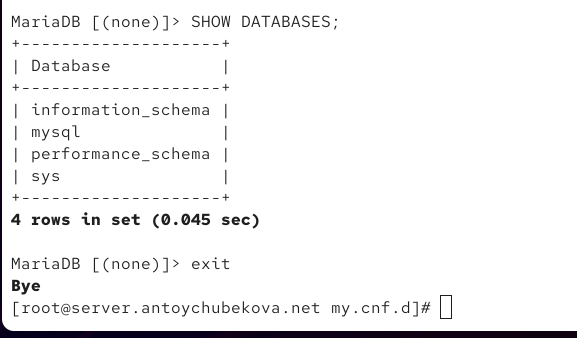 MariaDB [(none)]> SHOW DATABASES;
+--------------------+
| Database           |
+--------------------+
| information_schema |
| mysql              |
| performance_schema |
| sys                |
+--------------------+
4 rows in set (0.045 sec)
MariaDB [(none)]> exit
Bye
[root@server.antoychubekova.net my.cnf.d]#